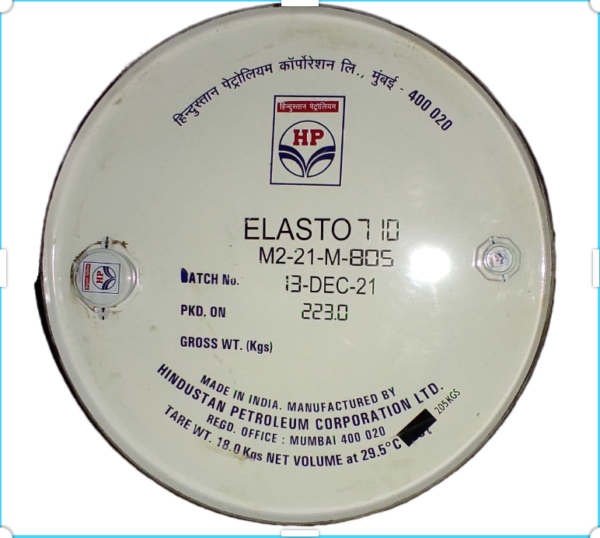 हिन्दुस्तान पेट्रोलियम कॉर्पोरेशन लि., मुंबई - 400 020
हिन्दुस्तान पेट्रोलियम
HP
ELASTO 710
M2-21-M-805
BATCH No.
13-DEC-21
PKD. ON
223.0
GROSS WT. (Kgs)
HP
MADE IN INDIA. MANUFACTURED BY
HINDUSTAN PETROLEUM CORPORATION LTD.
REGD. OFFICE : MUMBAI 400 020
TARE WT. 18.0 Kgs NET VOLUME at 29.5°C
205 KGS